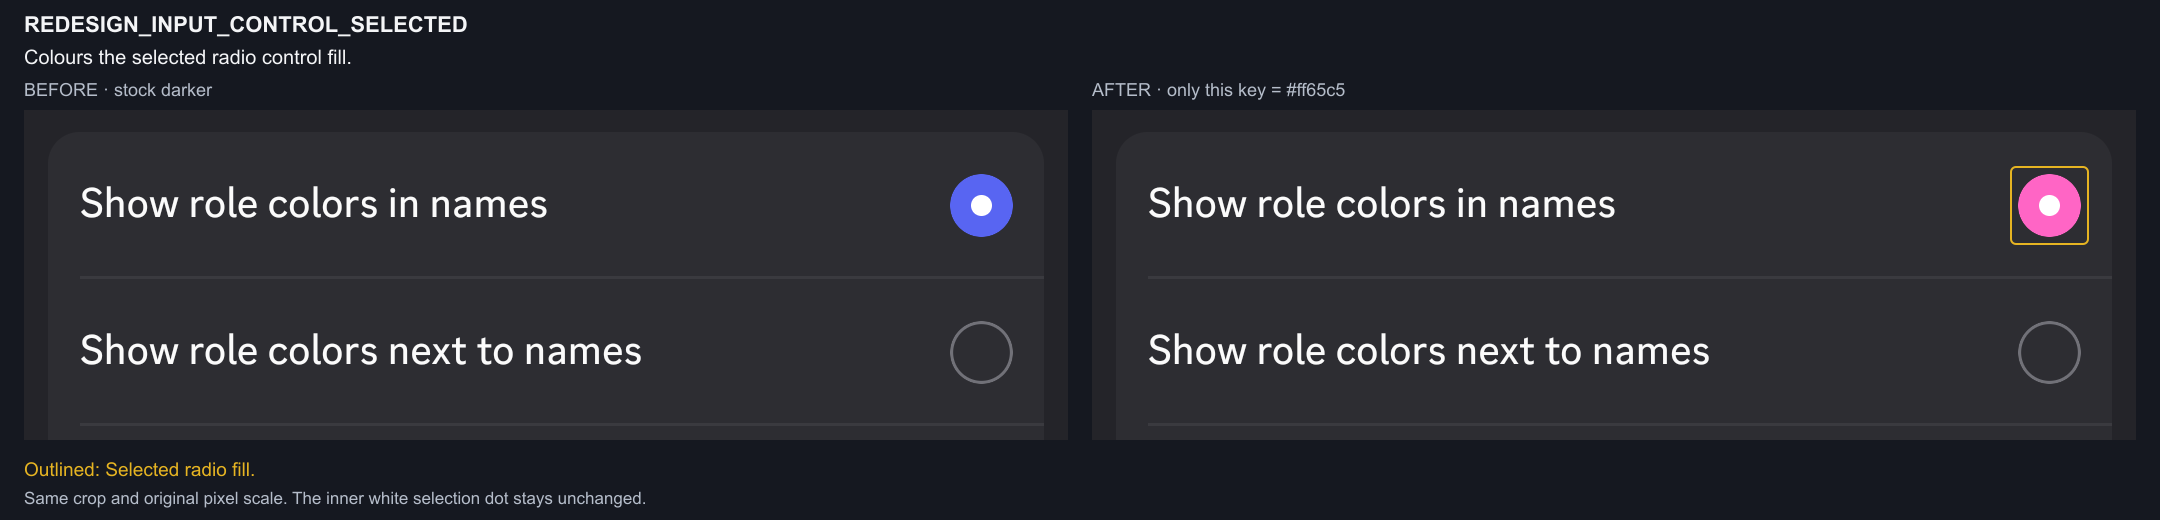 REDESIGN_INPUT_CONTROL_SELECTED
Colours the selected radio control fill.
BEFORE · stock darker
Show role colors in names
Show role colors next to names
AFTER · only this key = #ff65c5
Show role colors in names
Show role colors next to names
Outlined: Selected radio fill.
Same crop and original pixel scale. The inner white selection dot stays unchanged.